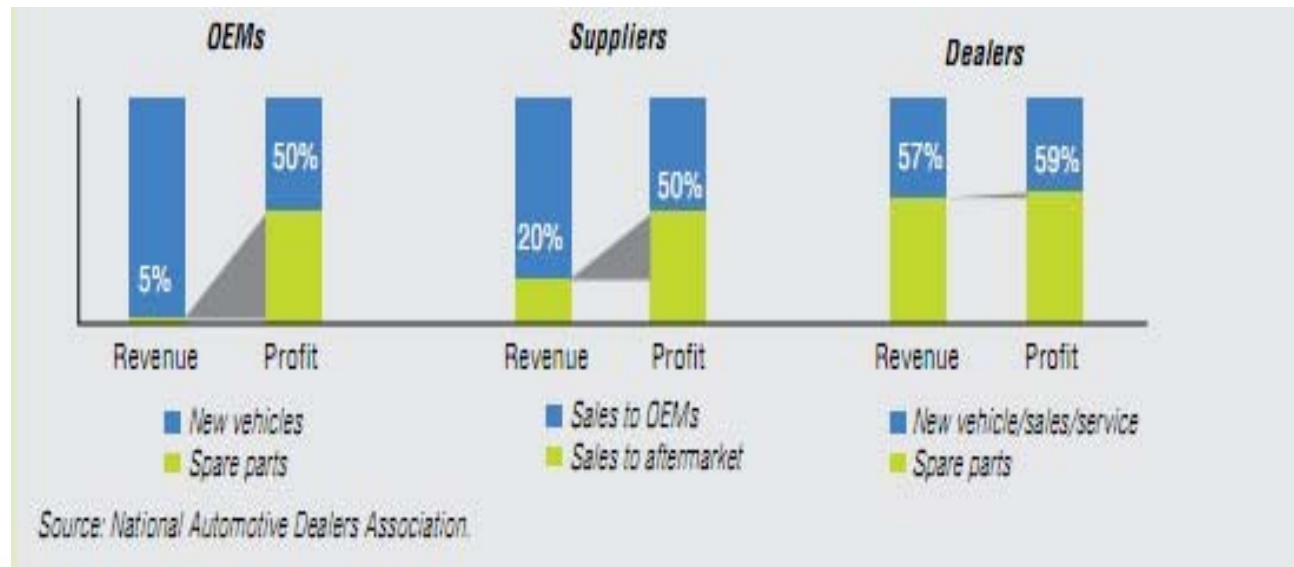 OEMs
Suppliers
Dealers
50%
5%
20%
50%
57%
59%
Revenue
Profit
Revenue
Profit
Revenue
Profit
New vehicles
Spare parts
Sales to OEMs
Sales to aftermarket
New vehicle/sales/service
Spare parts
Source: National Automotive Dealers Association.